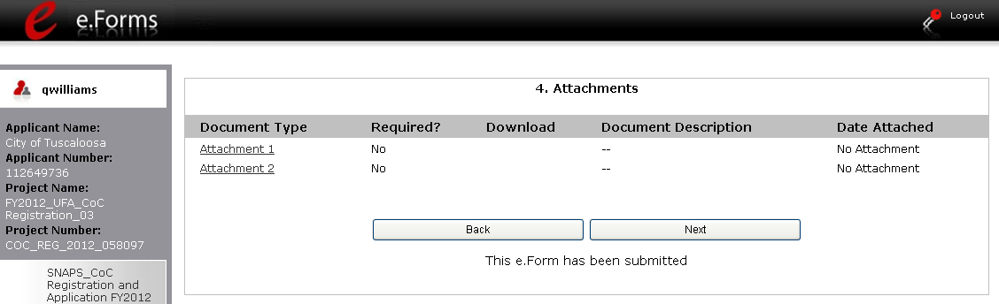 e e.Forms
Logout
qwilliams
Applicant Name:
City of Tuscaloosa
Applicant Number:
112649736
Project Name:
FY2012_UFA_CoC
Registration_03
Project Number:
COC_REG_2012_058097
SNAPS_CoC
Registration and
Application FY2012
4. Attachments
Document Type Required? Download Document Description Date Attached
Attachment 1 No -- No Attachment
Attachment 2 No -- No Attachment
Back Next
This e.Form has been submitted